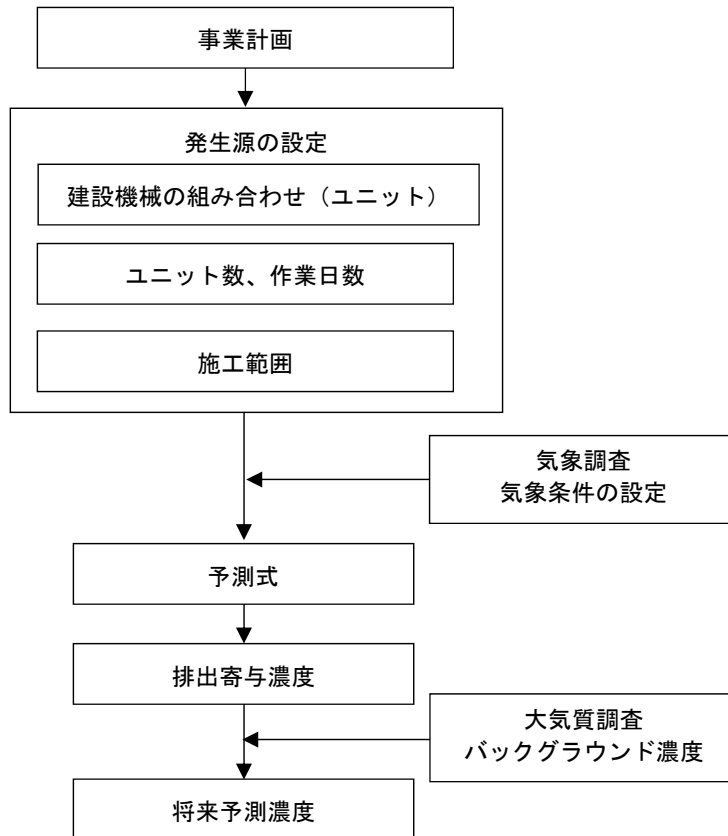 事業計画
発生源の設定
建設機械の組み合わせ（ユニット）
ユニット数、作業日数
施工範囲
気象調査
気象条件の設定
予測式
排出寄与濃度
大気質調査
バックグラウンド濃度
将来予測濃度